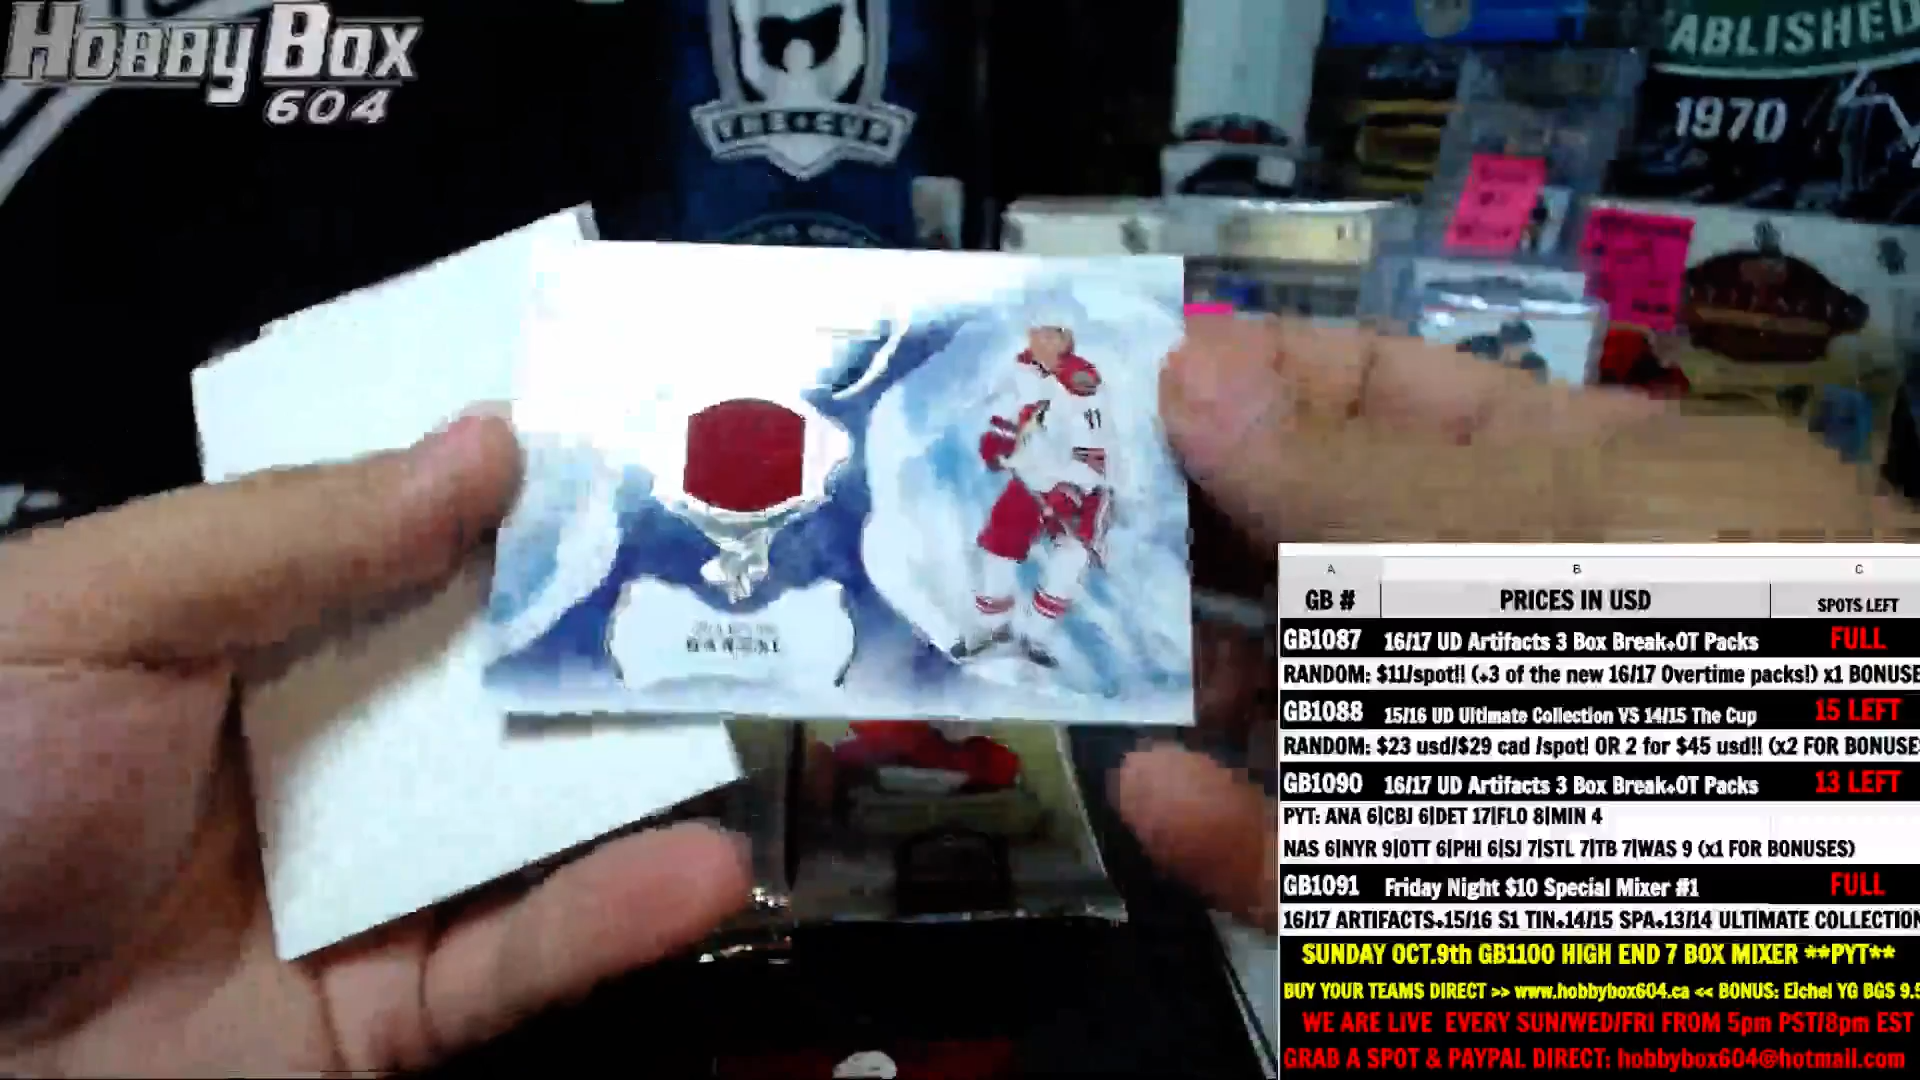 HOBBY BOX
604
THE CUP
ABLISHED
1970
A B C
GB # PRICES IN USD SPOTS LEFT
GB1087 16/17 UD Artifacts 3 Box Break+OT Packs FULL
RANDOM: $11/spot!! (+3 of the new 16/17 Overtime packs!) x1 BONUSE
GB1088 15/16 UD Ultimate Collection VS 14/15 The Cup 15 LEFT
RANDOM: $23 usd/$29 cad /spot! OR 2 for $45 usd!! (x2 FOR BONUSE
GB1090 16/17 UD Artifacts 3 Box Break+OT Packs 13 LEFT
PYT: ANA 6|CBJ 6|DET 17|FLO 8|MIN 4
NAS 6|NYR 9|OTT 6|PHI 6|SJ 7|STL 7|TB 7|WAS 9 (x1 FOR BONUSES)
GB1091 Friday Night $10 Special Mixer #1 FULL
16/17 ARTIFACTS+15/16 S1 TIN+14/15 SPA+13/14 ULTIMATE COLLECTION
SUNDAY OCT.9th GB1100 HIGH END 7 BOX MIXER **PYT**
BUY YOUR TEAMS DIRECT >> www.hobbybox604.ca << BONUS: Eichel YG BGS 9.5
WE ARE LIVE EVERY SUN/WED/FRI FROM 5pm PST/8pm EST
GRAB A SPOT & PAYPAL DIRECT: hobbybox604@hotmail.com